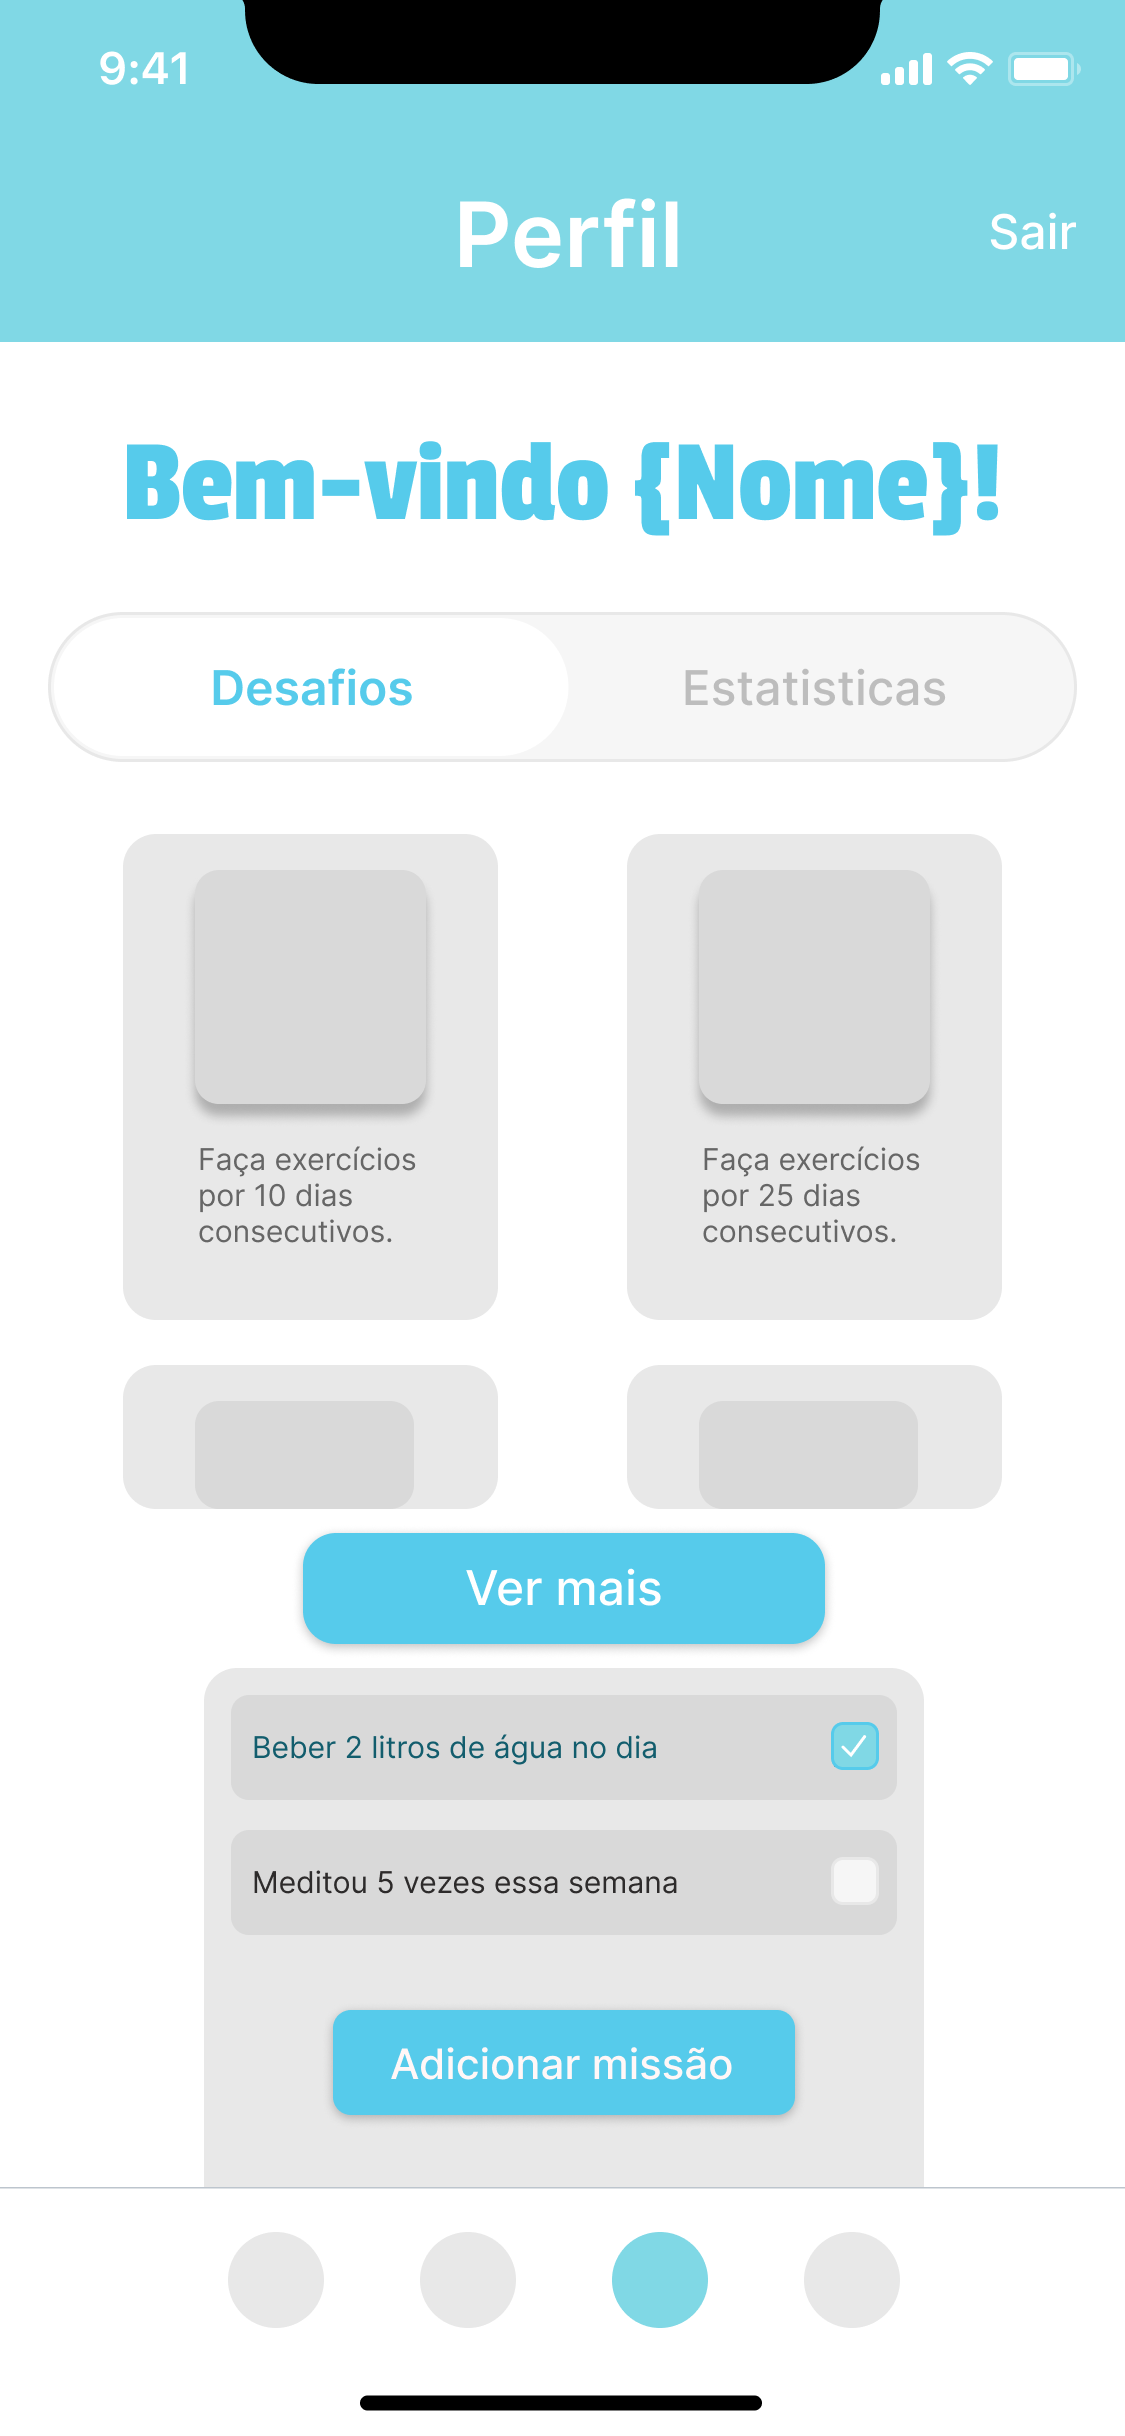 9:41
Perfil
Sair
Bem-vindo {Nome}!
Desafios
Estatisticas
Faça exercícios
por 10 dias
consecutivos.
Faça exercícios
por 25 dias
consecutivos.
Ver mais
Beber 2 litros de água no dia
Meditou 5 vezes essa semana
Adicionar missão